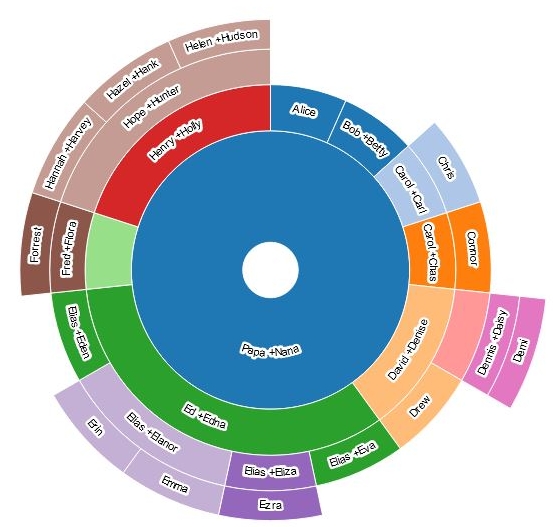 Helen +Hudson
Hazel +Hank
Hope +Hunter
Hannah +Harvey
Henry +Holly
Alice
Bob +Betty
Carol +Carl
Chris
Carol +Chas
Connor
Forrest
Fred +Flora
Papa +Nana
David +Denise
Dennis +Daisy
Demi
Drew
Elias +Eden
Ed +Edna
Elias +Elanor
Erin
Emma
Elias +Eliza
Ezra
Elias +Eva